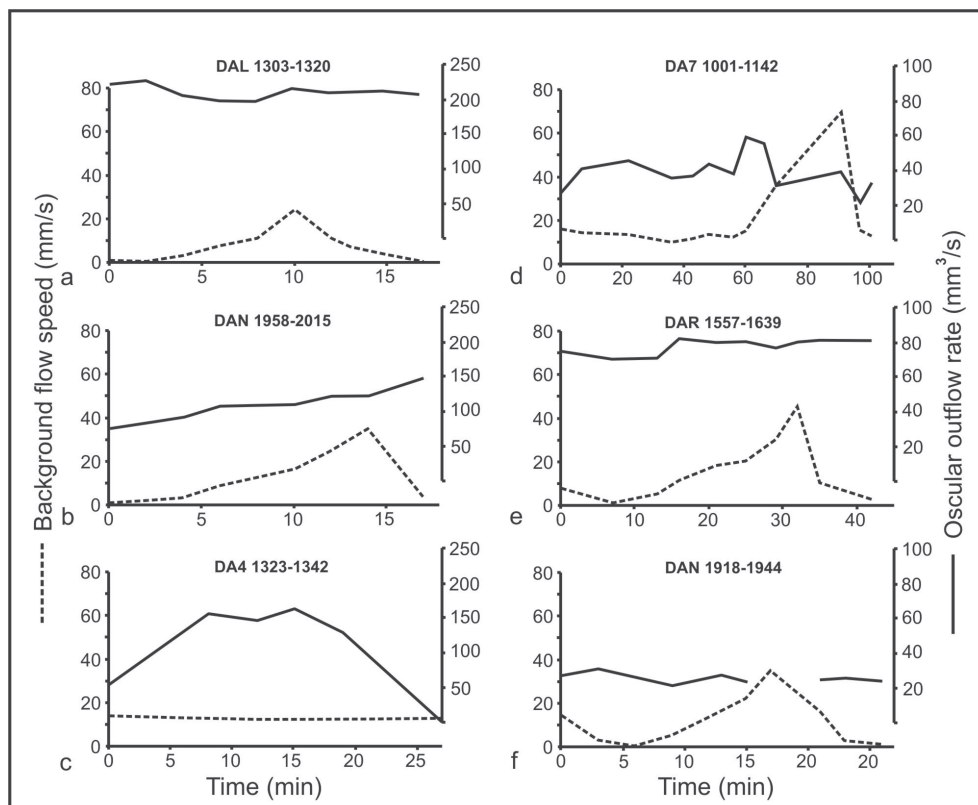 DAL 1303-1320
80
60
40
20
0
250
200
150
100
50
0 5 10 15
a
DA7 1001-1142
80
60
40
20
0
100
80
60
40
20
0 20 40 60 80 100
d
DAN 1958-2015
80
60
40
20
0
250
200
150
100
50
0 5 10 15
b
DAR 1557-1639
80
60
40
20
0
100
80
60
40
20
0 10 20 30 40
e
DA4 1323-1342
80
60
40
20
0
250
200
150
100
50
0 5 10 15 20 25
c
Time (min)
DAN 1918-1944
80
60
40
20
0
100
80
60
40
20
0 5 10 15 20 20
f
Time (min)
Background flow speed (mm/s)
Oscular outflow rate (mm³/s)